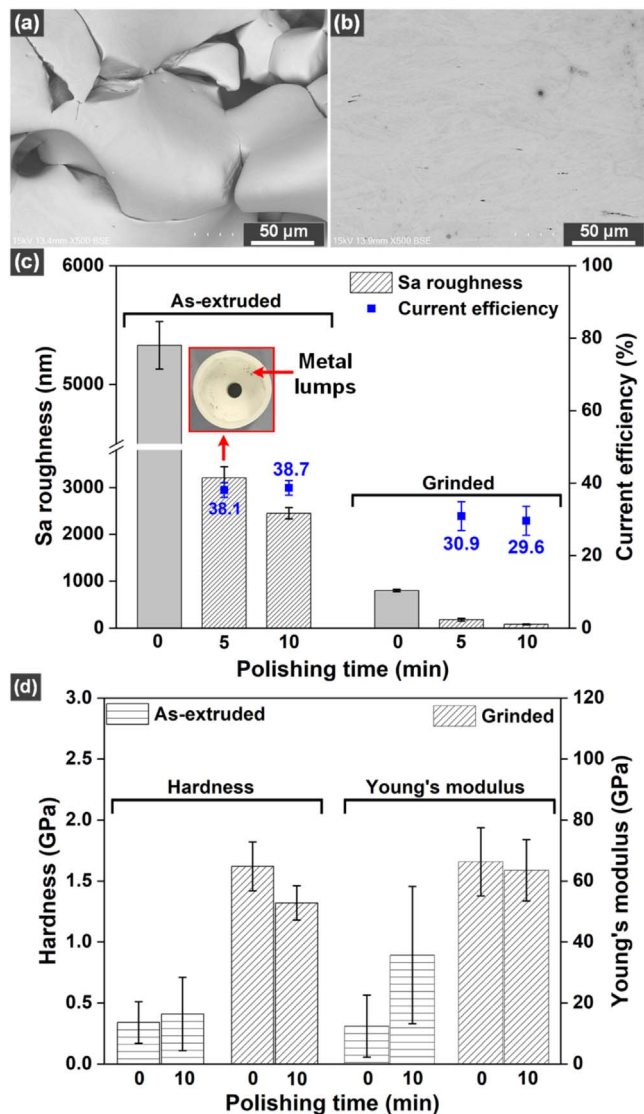 (a)
(b)
15kV 13.4mm X500 BSE
50 µm
15kV 13.9mm X500 BSE
50 µm
(c)
6000
100
As-extruded
Sa roughness
Current efficiency
80
5000
Metal
lumps
60
3000
38.7
40
38.1
Grinded
2000
30.9
29.6
20
1000
0
0
0
5
10
0
5
10
Polishing time (min)
Sa roughness (nm)
Current efficiency (%)
(d)
3.0
120
As-extruded
Grinded
2.5
100
Hardness
Young's modulus
2.0
80
1.5
60
1.0
40
0.5
20
0.0
0
0
10
0
10
0
10
0
10
Polishing time (min)
Hardness (GPa)
Young's modulus (GPa)